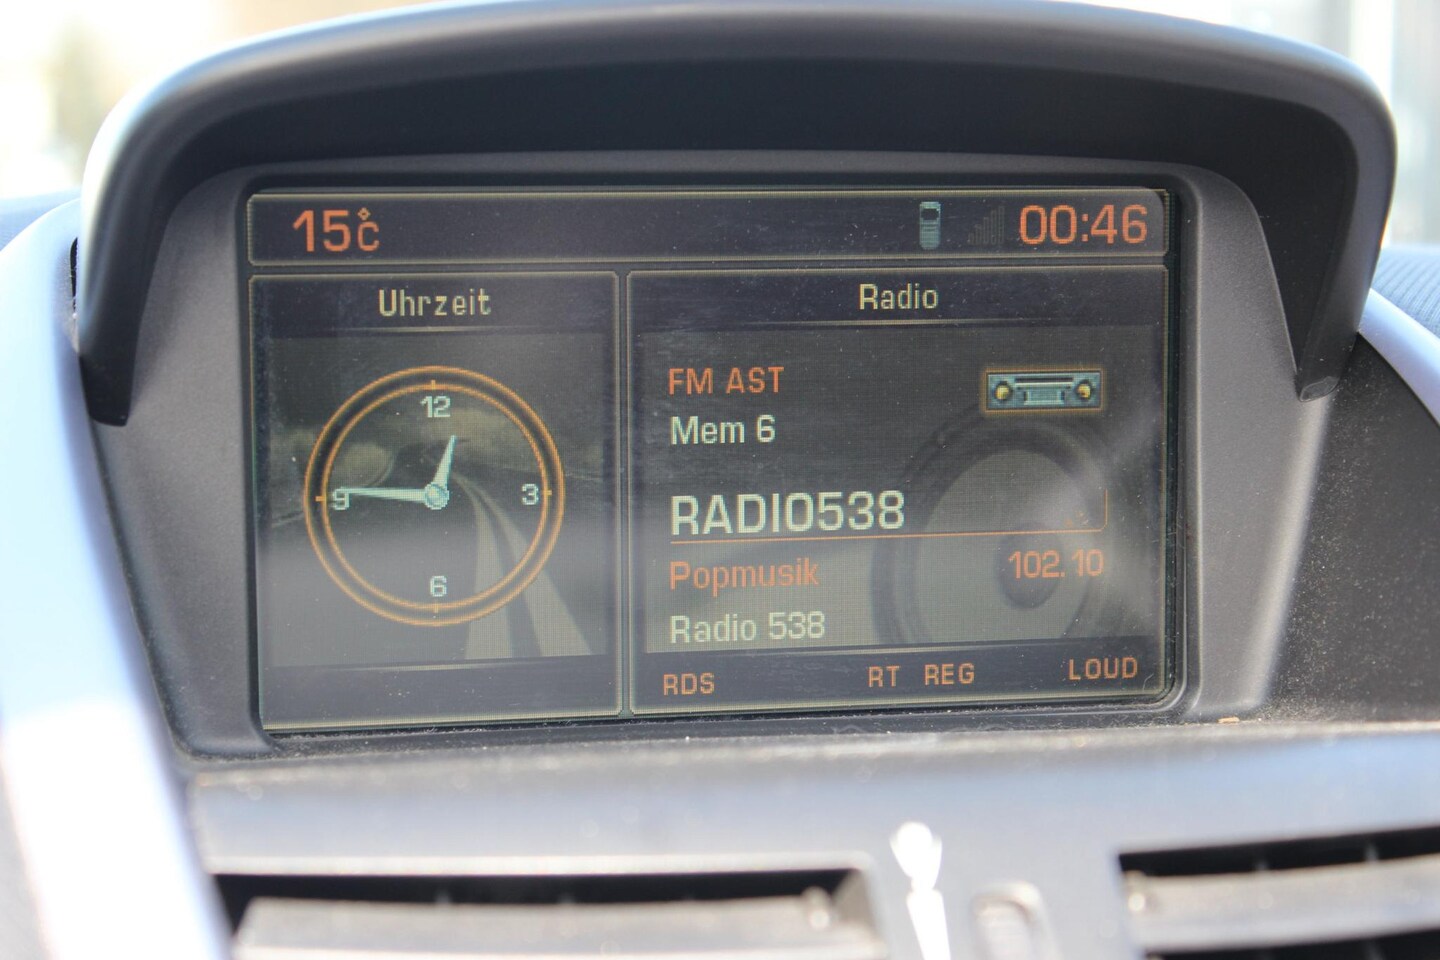 15°C 00:46
Uhrzeit
12
9 3
6
Radio
FM AST
Mem 6
RADIO538
Popmusik 102.10
Radio 538
RDS RT REG LOUD